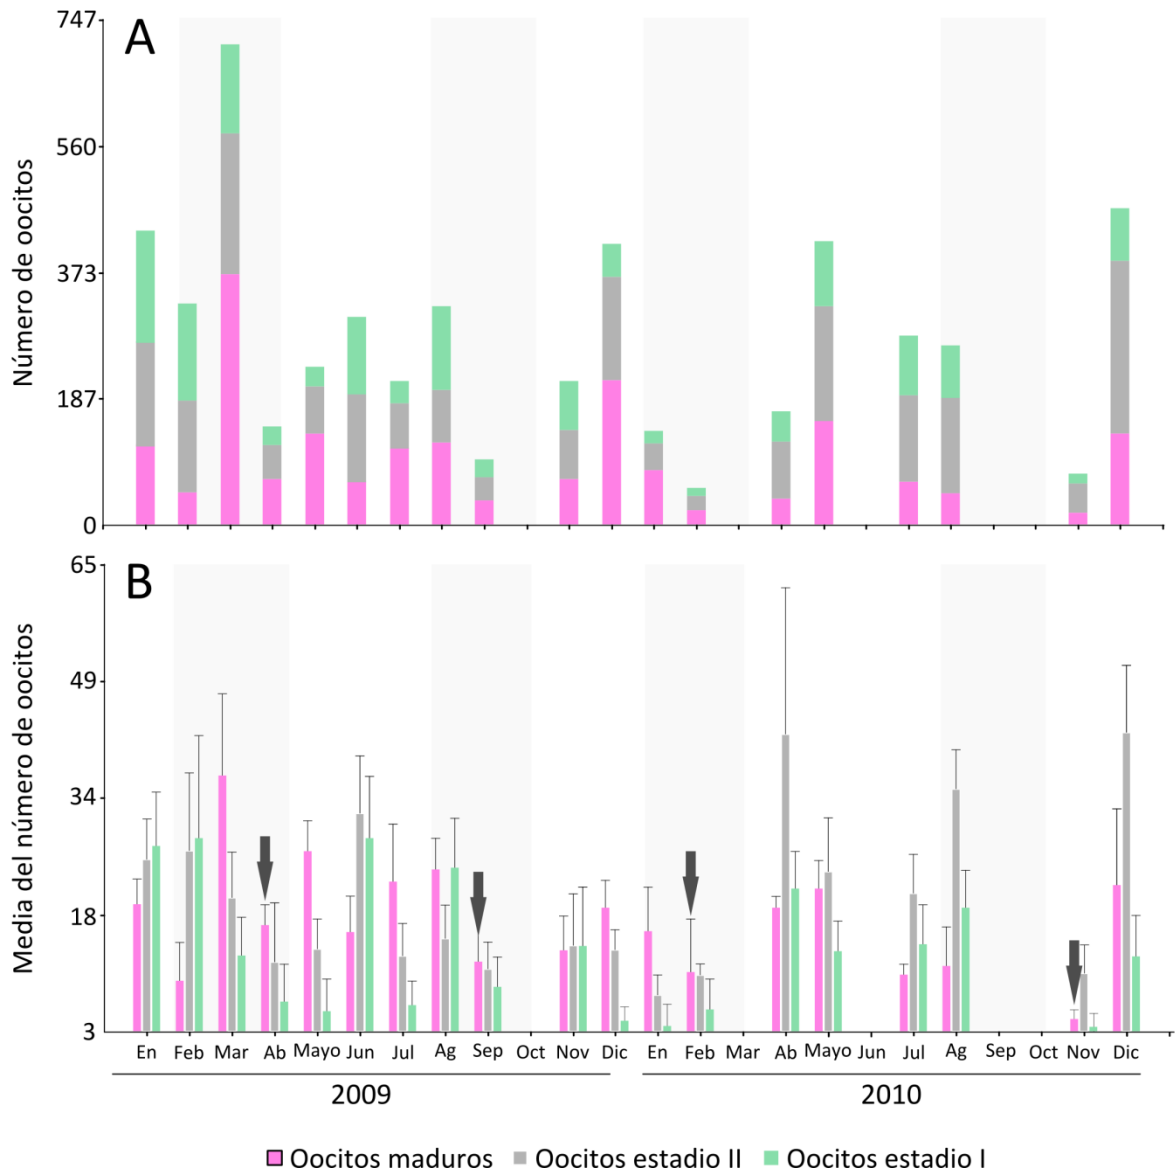 A
747
560
373
187
0
Número de oocitos
B
65
49
34
18
3
Media del número de oocitos
En Feb Mar Ab Mayo Jun Jul Ag Sep Oct Nov Dic En Feb Mar Ab Mayo Jun Jul Ag Sep Oct Nov Dic
2009 2010
Oocitos maduros Oocitos estadio II Oocitos estadio I